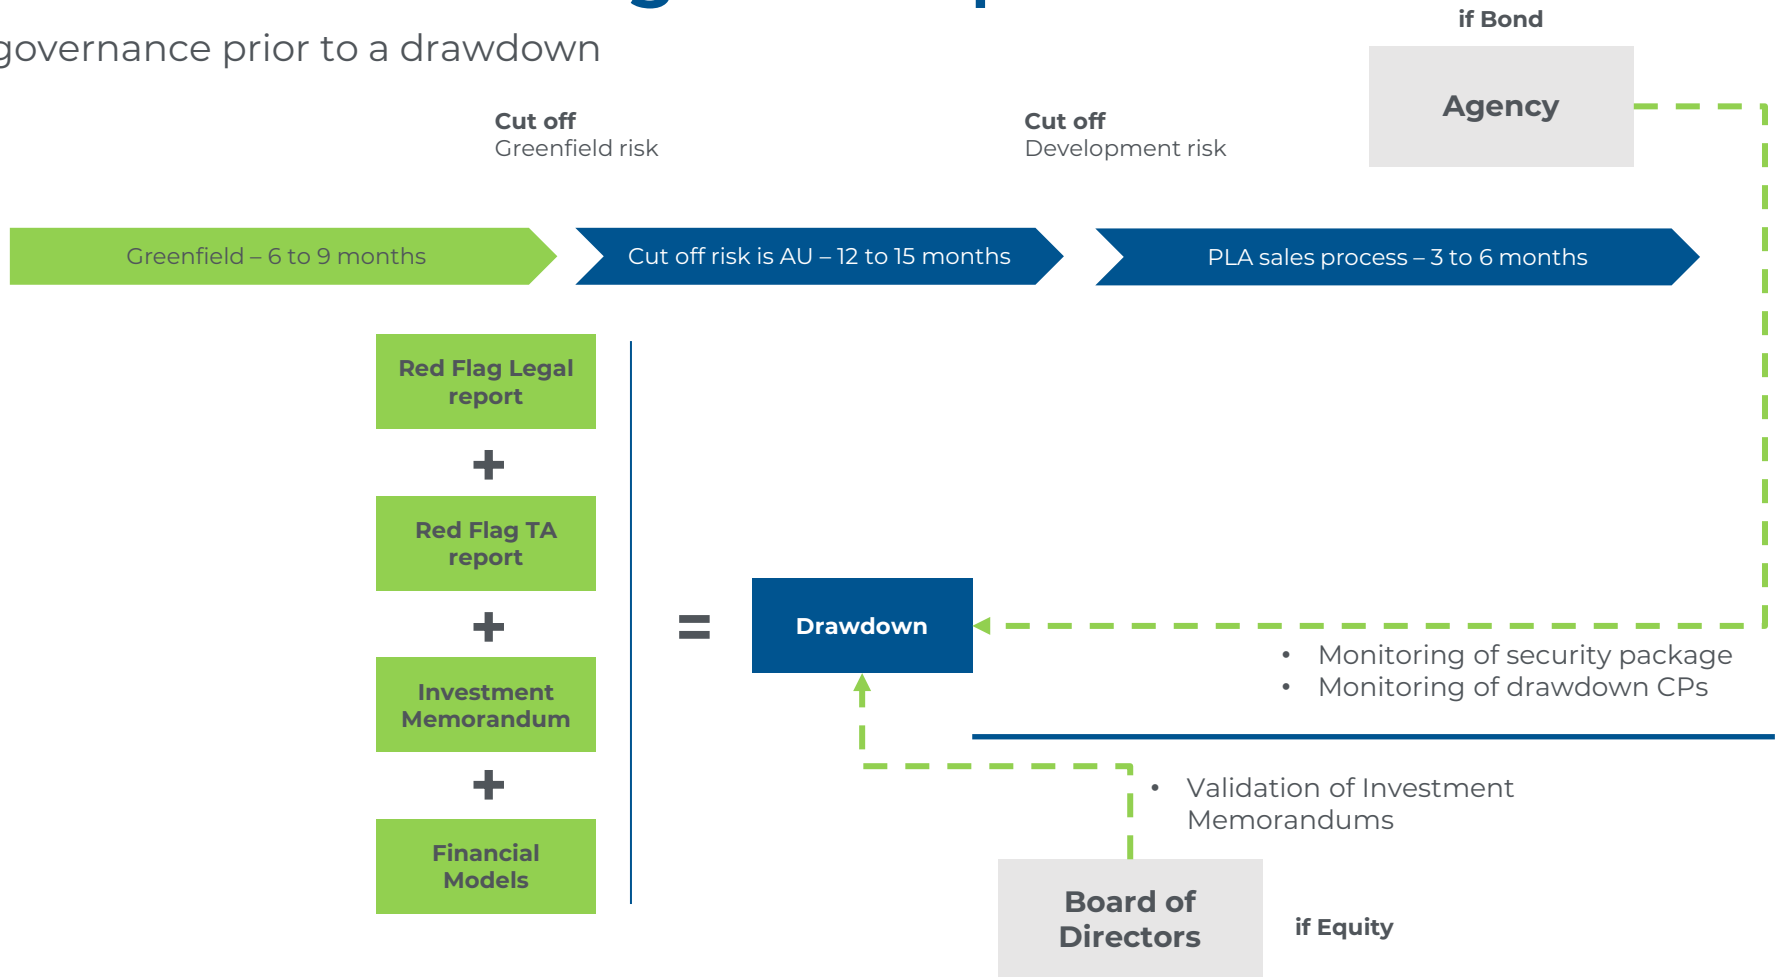 governance prior to a drawdown
if Bond
Agency
Cut off
Greenfield risk
Cut off
Development risk
Greenfield – 6 to 9 months
Cut off risk is AU – 12 to 15 months
PLA sales process – 3 to 6 months
Red Flag Legal
report
+
Red Flag TA
report
+
Investment
Memorandum
+
Financial
Models
=
Drawdown
• Monitoring of security package
• Monitoring of drawdown CPs
• Validation of Investment
Memorandums
Board of
Directors
if Equity